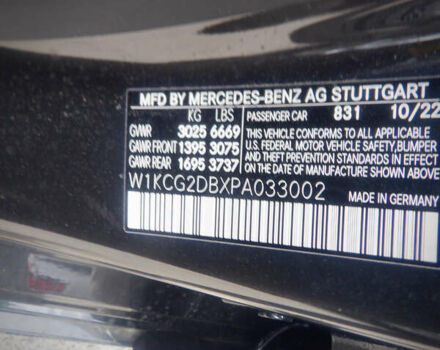 MFD BY MERCEDES-BENZ AG STUTTGART
KG LBS PASSENGER CAR 831 10/22
GVWR 3025 6669 THIS VEHICLE CONFORMS TO ALL
GAWR FRONT 1395 3075 APPLICABLE U.S. FEDERAL
GAWR REAR 1695 3737 MOTOR VEHICLE SAFETY, BUMPER
AND THEFT PREVENTION STANDARDS
IN EFFECT ON THE DATE OF
MANUFACTURE SHOWN ABOVE.
W1KCG2DBXPA033002 MADE IN GERMANY